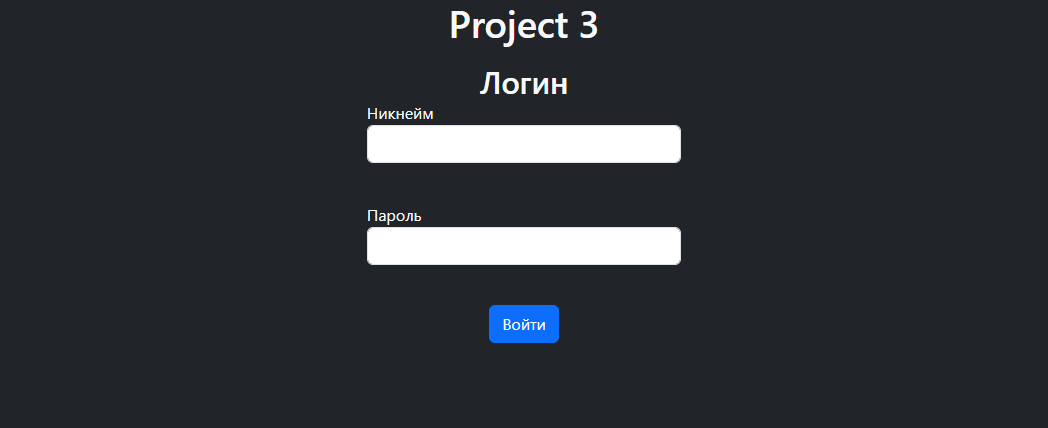 Project 3
Логин
Никнейм
Пароль
Войти